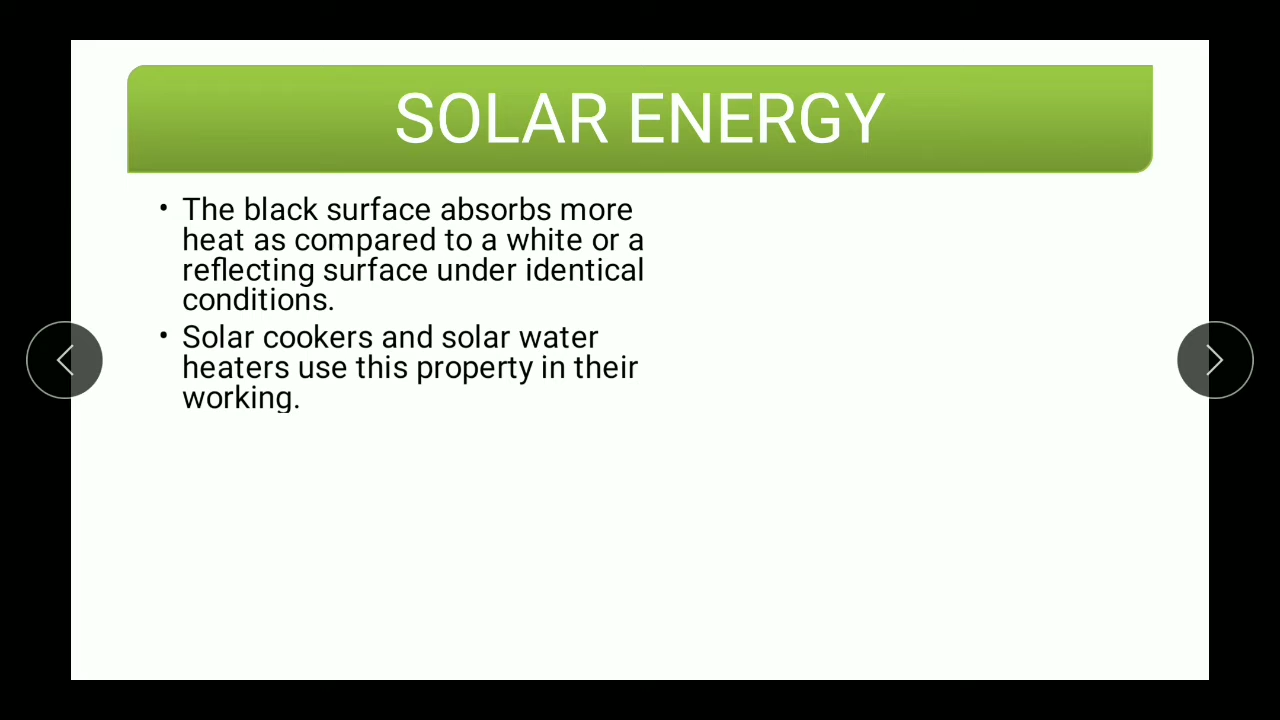 SOLAR ENERGY
• The black surface absorbs more
heat as compared to a white or a
reflecting surface under identical
conditions.
• Solar cookers and solar water
heaters use this property in their
working.